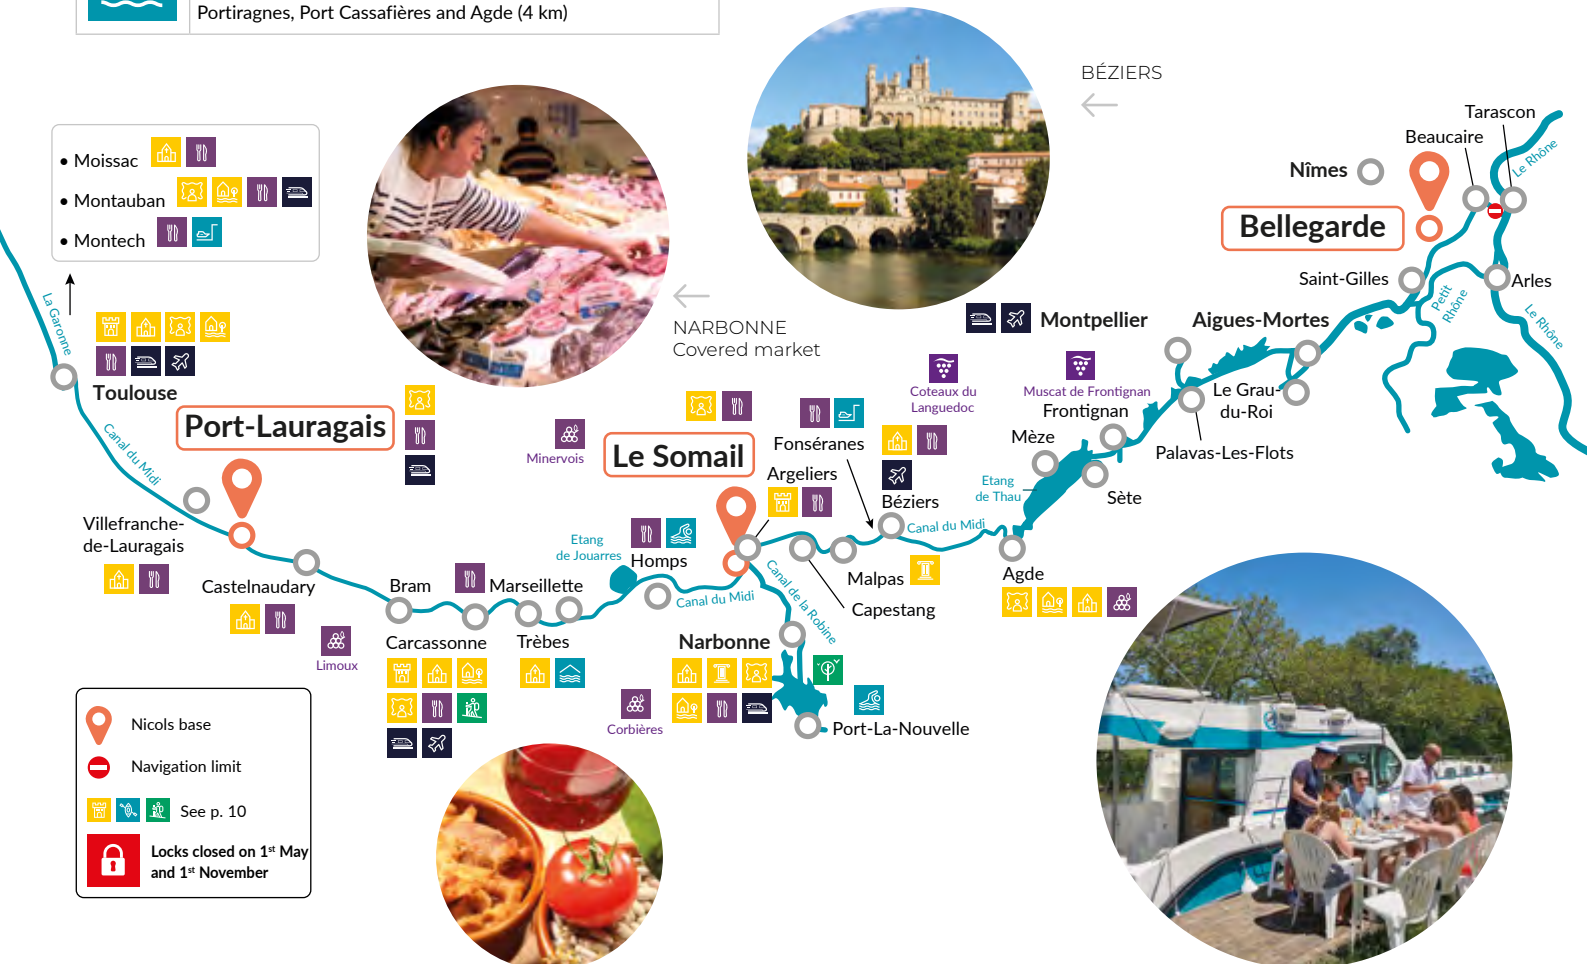 Portiragnes, Port Cassafières and Agde (4 km)
BÉZIERS
NARBONNE
Covered market
• Moissac
• Montauban
• Montech
La Garonne
Toulouse
Canal du Midi
Port-Lauragais
Villefranche-
de-Lauragais
Castelnaudary
Limoux
Bram
Carcassonne
Marseillette
Trèbes
Minervois
Etang
de Jouarres
Homps
Canal du Midi
Le Somail
Argeliers
Fonséranes
Béziers
Canal du Midi
Malpas
Capestang
Canal de la Robine
Narbonne
Corbières
Port-La-Nouvelle
Coteaux du
Languedoc
Agde
Etang
de Thau
Mèze
Sète
Muscat de Frontignan
Frontignan
Montpellier
Palavas-Les-Flots
Aigues-Mortes
Le Grau-
du-Roi
Saint-Gilles
Petit
Rhône
Arles
Le Rhône
Bellegarde
Nîmes
Beaucaire
Tarascon
Le Rhône
Nicols base
Navigation limit
See p. 10
Locks closed on 1st May
and 1st November